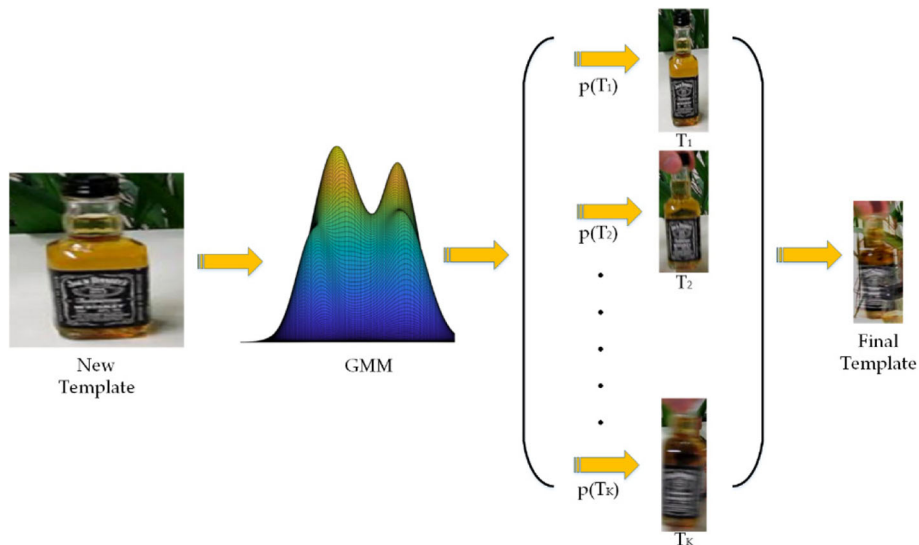 p(T₁)
T₁
p(T₂)
T₂
New
Template
GMM
Final
Template
p(Tₖ)
Tₖ